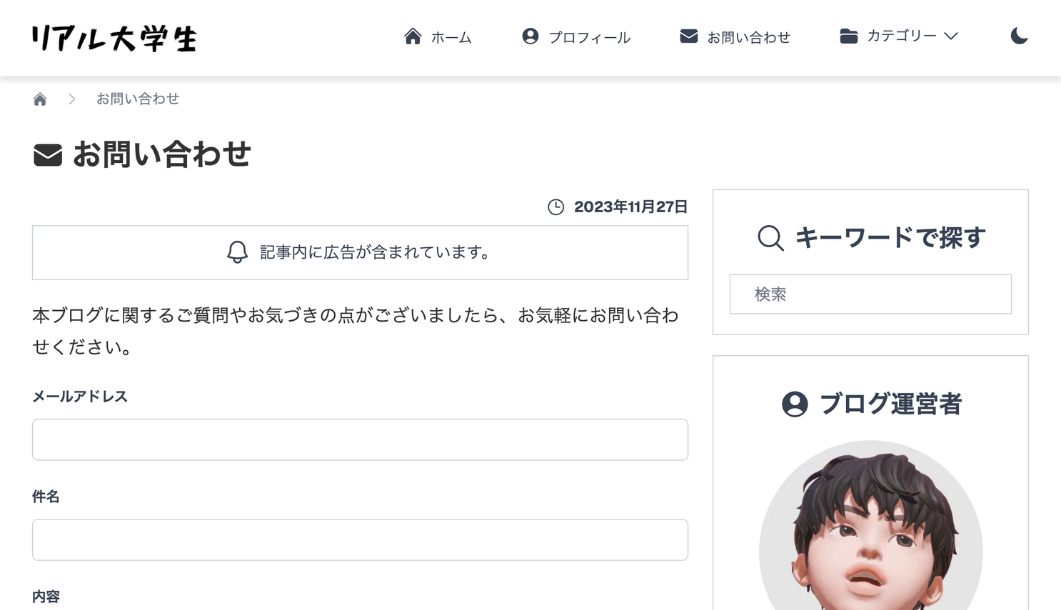 リアル大学生
ホーム
プロフィール
お問い合わせ
カテゴリー
お問い合わせ
お問い合わせ
2023年11月27日
記事内に広告が含まれています。
本ブログに関するご質問やお気づきの点がございましたら、お気軽にお問い合わ
せください。
メールアドレス
件名
内容
キーワードで探す
検索
ブログ運営者